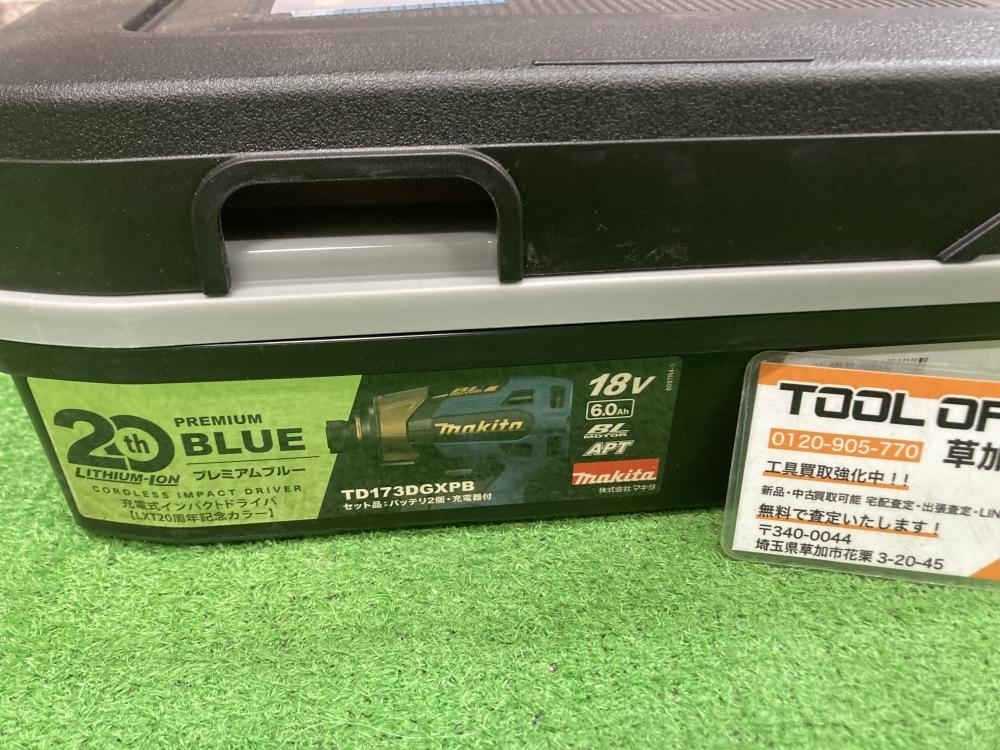 20th
LITHIUM-ION
PREMIUM
BLUE
プレミアムブルー
CORDLESS IMPACT DRIVER
充電式インパクトドライバ
【LXT20周年記念カラー】
BL
makita
TD173DGXPB
セット品:バッテリ2個・充電器付
18V
6.0Ah
BL
MOTOR
APT
makita
株式会社マキタ
TOOL OF
0120-905-770
草加
工具買取強化中!!
新品・中古買取可能 宅配査定・出張査定・LIN
無料で査定いたします!
〒340-0044
埼玉県草加市花栗 3-20-45